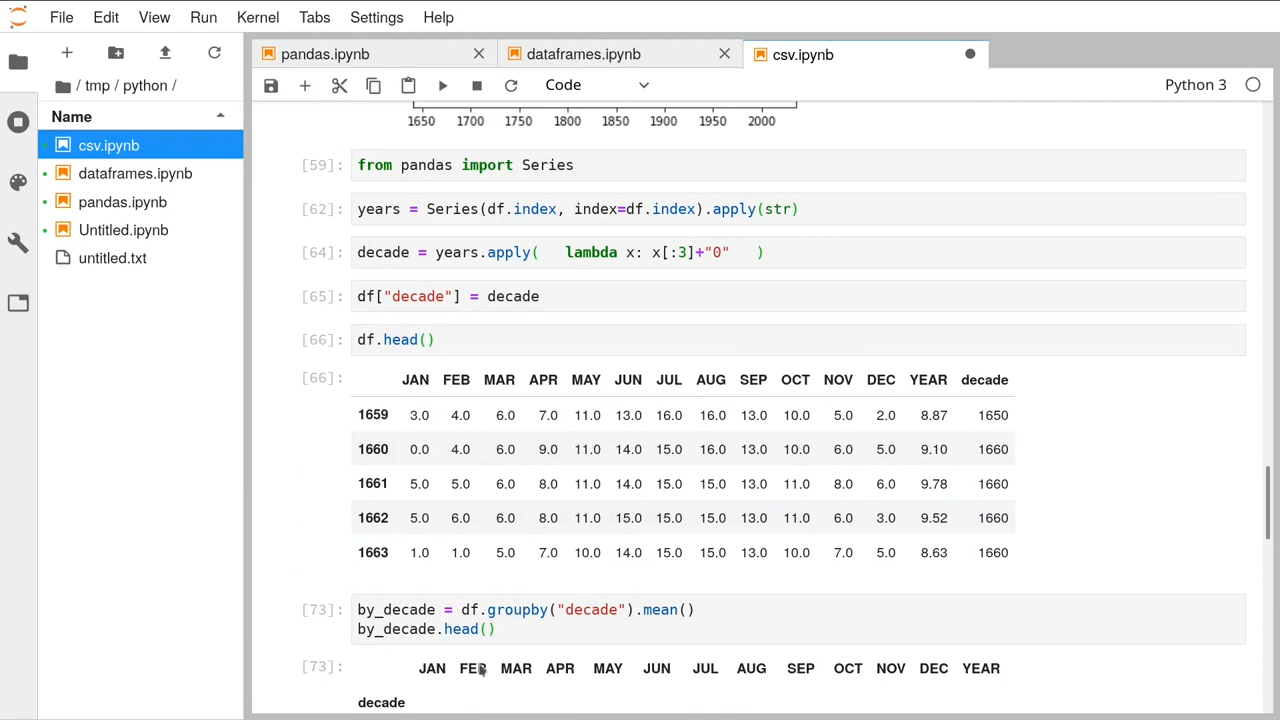 File Edit View Run Kernel Tabs Settings Help
pandas.ipynb dataframes.ipynb csv.ipynb
/ tmp / python /
Code
Python 3
Name
csv.ipynb
dataframes.ipynb
pandas.ipynb
Untitled.ipynb
untitled.txt
1650 1700 1750 1800 1850 1900 1950 2000
[59]: from pandas import Series
[62]: years = Series(df.index, index=df.index).apply(str)
[64]: decade = years.apply(   lambda x: x[:3]+"0"   )
[65]: df["decade"] = decade
[66]: df.head()
[66]: JAN FEB MAR APR MAY JUN JUL AUG SEP OCT NOV DEC YEAR decade
1659 3.0 4.0 6.0 7.0 11.0 13.0 16.0 16.0 13.0 10.0 5.0 2.0 8.87 1650
1660 0.0 4.0 6.0 9.0 11.0 14.0 15.0 16.0 13.0 10.0 6.0 5.0 9.10 1660
1661 5.0 5.0 6.0 8.0 11.0 14.0 15.0 15.0 13.0 11.0 8.0 6.0 9.78 1660
1662 5.0 6.0 6.0 8.0 11.0 15.0 15.0 15.0 13.0 11.0 6.0 3.0 9.52 1660
1663 1.0 1.0 5.0 7.0 10.0 14.0 15.0 15.0 13.0 10.0 7.0 5.0 8.63 1660
[73]: by_decade = df.groupby("decade").mean()
by_decade.head()
[73]: JAN FEB MAR APR MAY JUN JUL AUG SEP OCT NOV DEC YEAR
decade